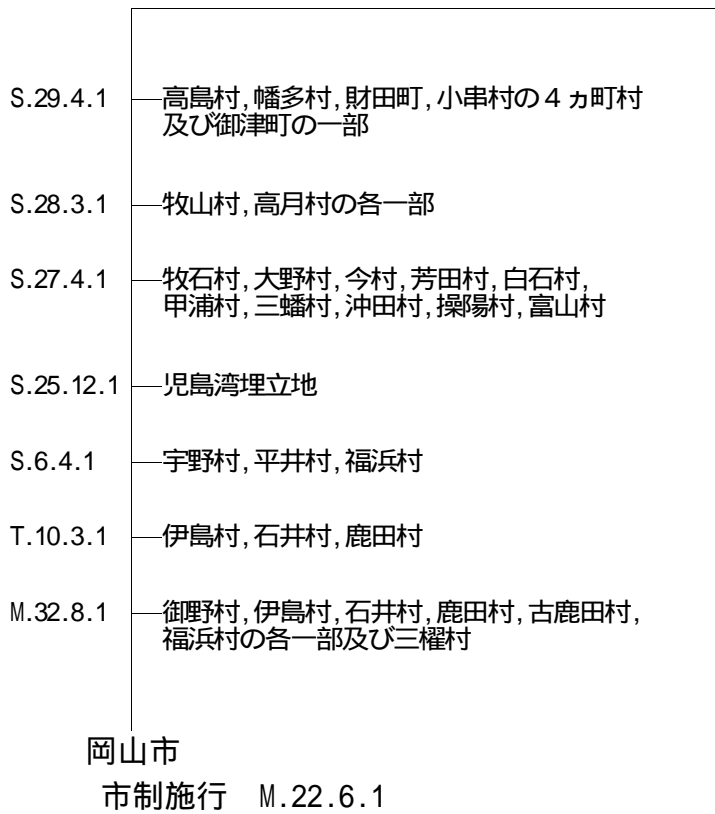 S.29.4.1 高島村,幡多村,財田町,小串村の4ヵ町村
及び御津町の一部
S.28.3.1 牧山村,高月村の各一部
S.27.4.1 牧石村,大野村,今村,芳田村,白石村,
甲浦村,三蟠村,沖田村,操陽村,富山村
S.25.12.1 児島湾埋立地
S.6.4.1 宇野村,平井村,福浜村
T.10.3.1 伊島村,石井村,鹿田村
M.32.8.1 御野村,伊島村,石井村,鹿田村,古鹿田村,
福浜村の各一部及び三櫂村
岡山市
市制施行 M.22.6.1